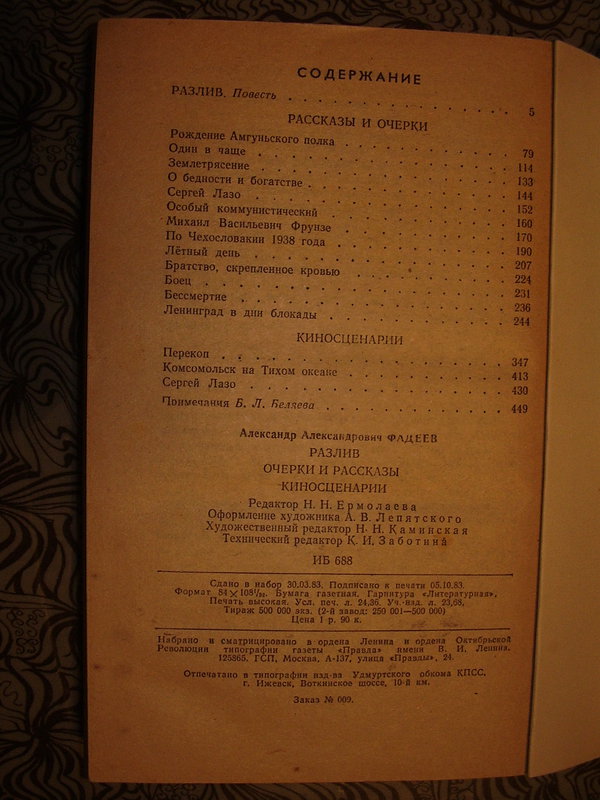 СОДЕРЖАНИЕ
РАЗЛИВ. Повесть . . . . . . . . . . . . . 5
РАССКАЗЫ И ОЧЕРКИ
Рождение Амгуньского полка . . . . . . . . . 79
Один в чаще . . . . . . . . . . . . . 114
Землетрясение . . . . . . . . . . . . . 133
О бедности и богатстве . . . . . . . . . . 144
Сергей Лазо . . . . . . . . . . . . . 152
Особый коммунистический . . . . . . . . . 160
Михаил Васильевич Фрунзе . . . . . . . . . 170
По Чехословакии 1938 года . . . . . . . . . 190
Лётный день . . . . . . . . . . . . . 207
Братство, скрепленное кровью . . . . . . . . 224
Боец . . . . . . . . . . . . . . . 231
Бессмертие . . . . . . . . . . . . . 236
Ленинград в дни блокады . . . . . . . . . 244
КИНОСЦЕНАРИИ
Перекоп . . . . . . . . . . . . . . 347
Комсомольск на Тихом океане . . . . . . . . 413
Сергей Лазо . . . . . . . . . . . . . 430
Примечания Б. Л. Беляева . . . . . . . . . 449
Александр Александрович ФАДЕЕВ
РАЗЛИВ
ОЧЕРКИ И РАССКАЗЫ
КИНОСЦЕНАРИИ
Редактор Н. Н. Ермолаева
Оформление художника А. В. Лепятского
Художественный редактор Н. Н. Каминская
Технический редактор К. И. Заботина
ИБ 688
Сдано в набор 30.03.83. Подписано к печати 05.10.83.
Формат 84×108¹/₃₂. Бумага газетная. Гарнитура «Литературная».
Печать высокая. Усл. печ. л. 24,36. Уч.-изд. л. 23,68.
Тираж 500 000 экз. (2-й завод: 250 001—500 000)
Цена 1 р. 90 к.
Набрано и сматрицировано в ордена Ленина и ордена Октябрьской
Революции типографии газеты «Правда» имени В. И. Ленина.
125865, ГСП, Москва, А-137, улица «Правды», 24.
Отпечатано в типографии изд-ва Удмуртского обкома КПСС,
г. Ижевск, Воткинское шоссе, 10-й км.
Заказ № 009.